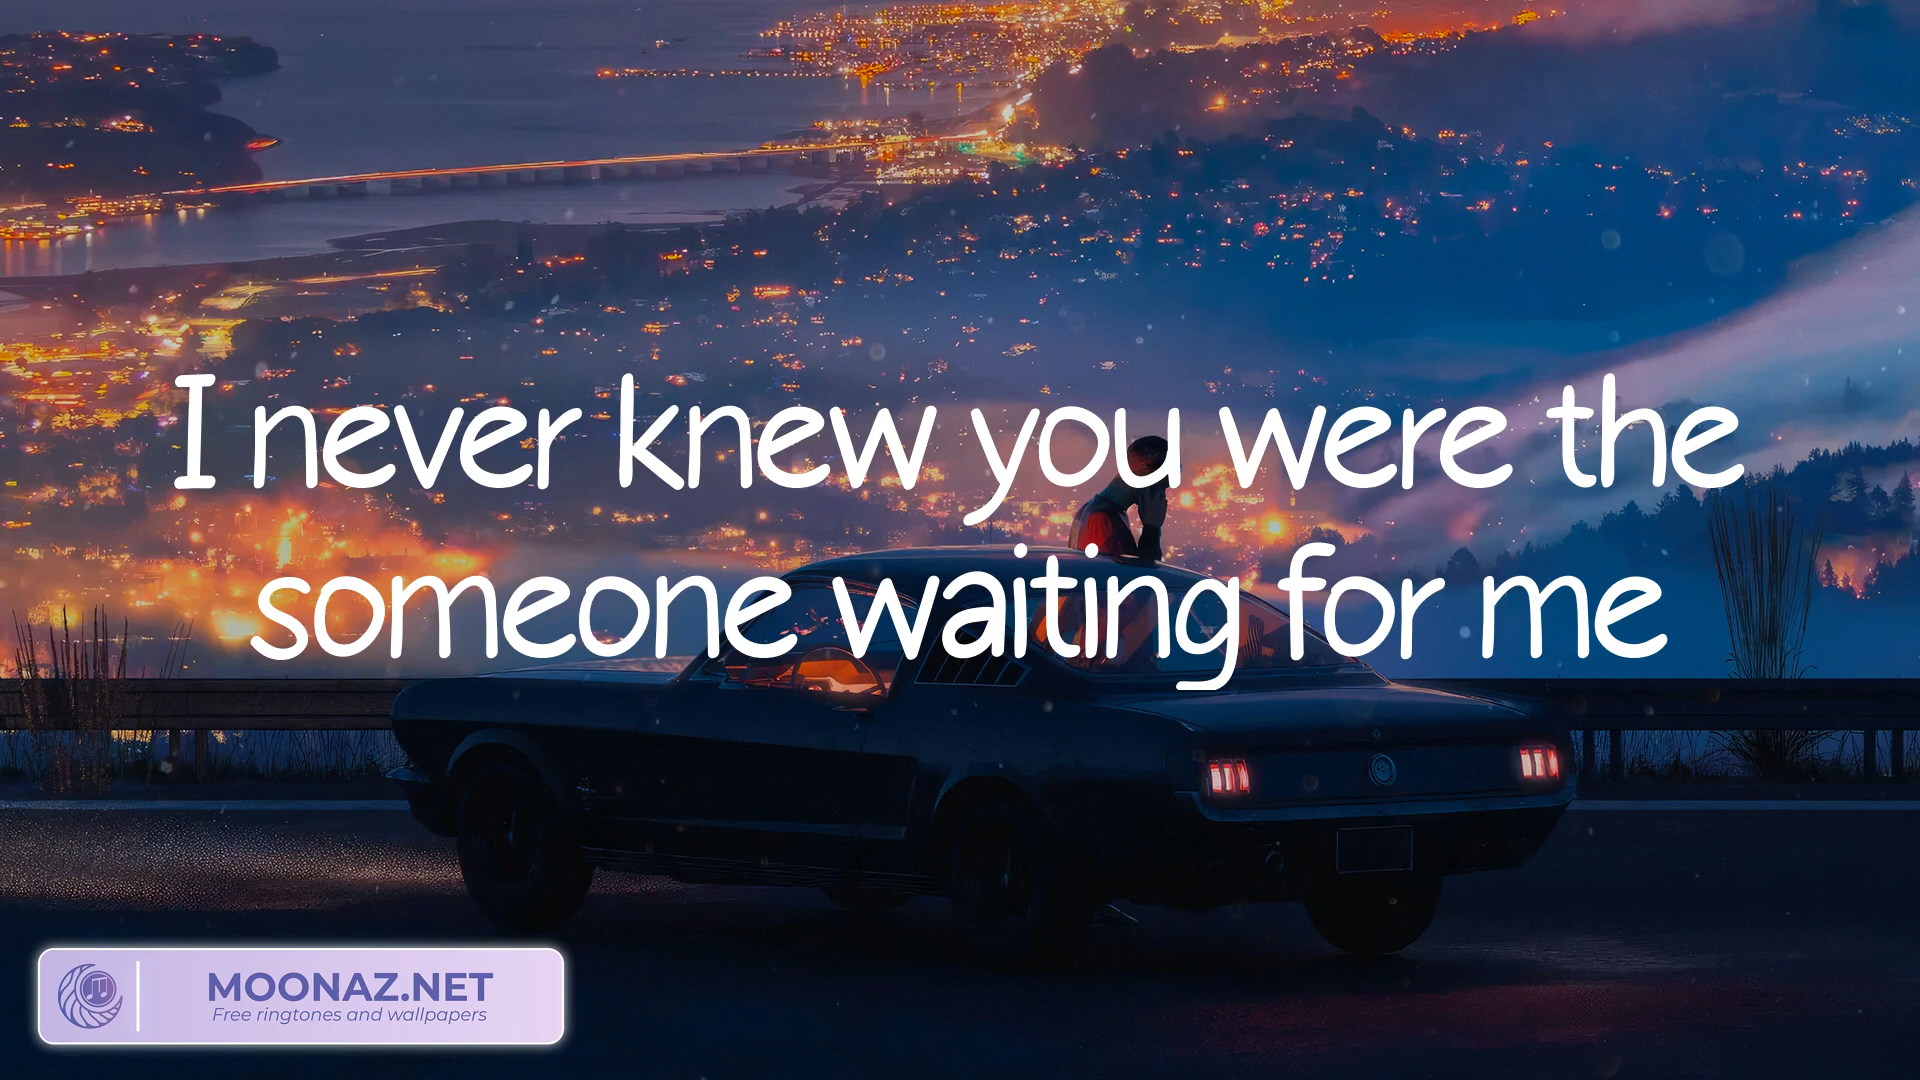 I never knew you were the
someone waiting for me
MOONAZ.NET
Free ringtones and wallpapers